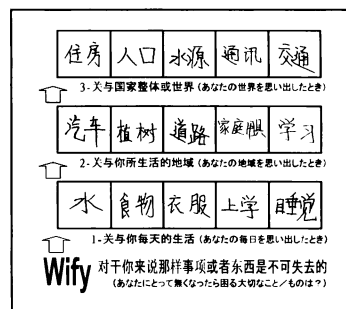 住房 人口 水源 通讯 交通
3-关与国家整体或世界 (あなたの世界を思い出したとき)
汽车 植树 道路 家庭 学习
2-关与你所生活的地域 (あなたの地域を思い出したとき)
水 食物 衣服 上学 睡觉
1-关与你每天的生活 (あなたの毎日を思い出したとき)
Wify 对于你来说那样事项或者东西是不可失去的
(あなたにとって無くなったら困る大切なこと／ものは？)